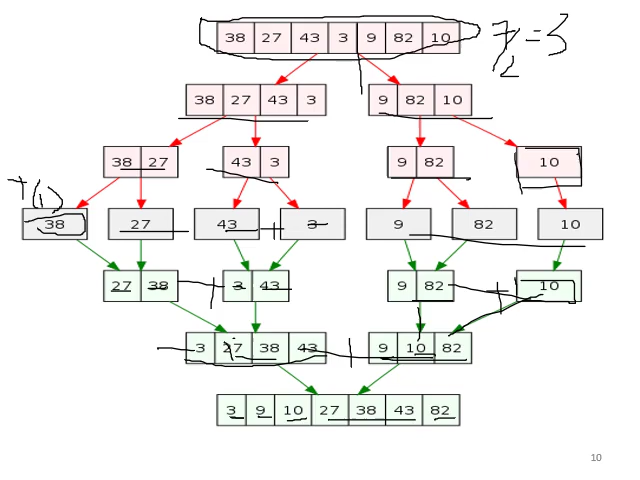 38 27 43 3 9 82 10
7/2=3
38 27 43 3 9 82 10
38 27 43 3 9 82 10
38 27 43 3 9 82 10
27 38 3 43 9 82 10
3 27 38 43 9 10 82
3 9 10 27 38 43 82
10